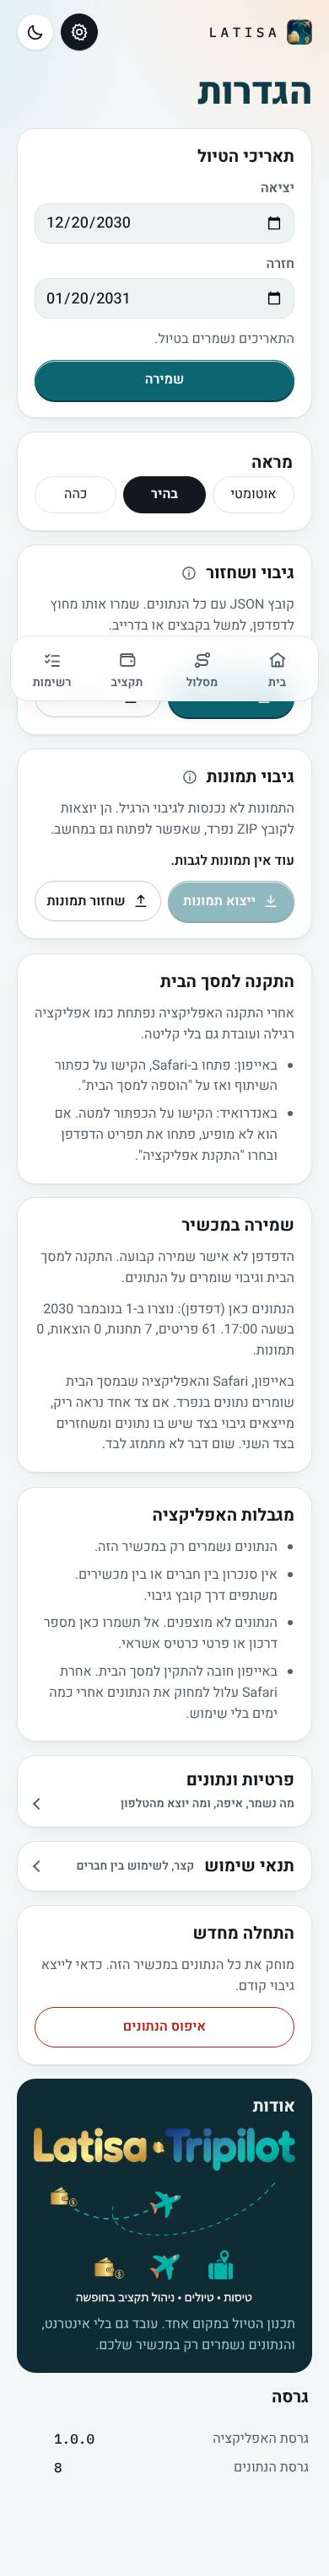 LATISA
הגדרות
תאריכי הטיול
יציאה
12/20/2030
חזרה
01/20/2031
התאריכים נשמרים בטיול.
שמירה
מראה
אוטומטי
בהיר
כהה
גיבוי ושחזור
קובץ JSON עם כל הנתונים. שמרו אותו מחוץ
לדפדפן, למשל בקבצים או בדרייב.
בית
מסלול
תקציב
רשימות
גיבוי תמונות
התמונות לא נכנסות לגיבוי הרגיל. הן יוצאות
לקובץ ZIP נפרד, שאפשר לפתוח גם במחשב.
עוד אין תמונות לגבות.
ייצוא תמונות
שחזור תמונות
התקנה למסך הבית
אחרי התקנה האפליקציה נפתחת כמו אפליקציה
רגילה ועובדת גם בלי קליטה.
באייפון: פתחו ב-Safari, הקישו על כפתור
השיתוף ואז על "הוספה למסך הבית".
באנדרואיד: הקישו על הכפתור למטה. אם
הוא לא מופיע, פתחו את תפריט הדפדפן
ובחרו "התקנת אפליקציה".
שמירה במכשיר
הדפדפן לא אישר שמירה קבועה. התקנה למסך
הבית וגיבוי שומרים על הנתונים.
הנתונים כאן (דפדפן): נוצרו ב-1 בנובמבר 2030
בשעה 17:00. 61 פריטים, 7 תחנות, 0 הוצאות, 0
תמונות.
באייפון, Safari והאפליקציה שבמסך הבית
שומרים נתונים בנפרד. אם צד אחד נראה ריק,
מייצאים גיבוי בצד שיש בו נתונים ומשחזרים
בצד השני. שום דבר לא מתמזג לבד.
מגבלות האפליקציה
הנתונים נשמרים רק במכשיר הזה.
אין סנכרון בין חברים או בין מכשירים.
משתפים דרך קובץ גיבוי.
הנתונים לא מוצפנים. אל תשמרו כאן מספר
דרכון או פרטי כרטיס אשראי.
באייפון חובה להתקין למסך הבית. אחרת
Safari עלול למחוק את הנתונים אחרי כמה
ימים בלי שימוש.
פרטיות ונתונים
מה נשמר, איפה, ומה יוצא מהטלפון
תנאי שימוש
קצר, לשימוש בין חברים
התחלה מחדש
מוחק את כל הנתונים במכשיר הזה. כדאי לייצא
גיבוי קודם.
איפוס הנתונים
אודות
Latisa Tripilot
טיסות • טיולים • ניהול תקציב בחופשה
תכנון הטיול במקום אחד. עובד גם בלי אינטרנט,
והנתונים נשמרים רק במכשיר שלכם.
גרסה
גרסת האפליקציה
1.0.0
גרסת הנתונים
8